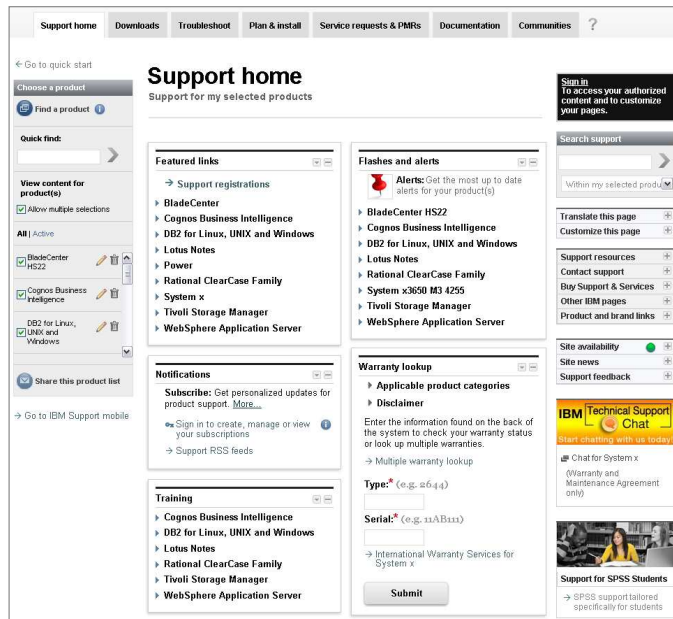 Support home
Downloads
Troubleshoot
Plan & install
Service requests & PMRs
Documentation
Communities
?
Go to quick start
Choose a product
Find a product
Quick find:
View content for
product(s)
Allow multiple selections
All | Active
BladeCenter
HS22
Cognos Business
Intelligence
DB2 for Linux,
UNIX and
Windows
Share this product list
Go to IBM Support mobile
Support home
Support for my selected products
Featured links
Support registrations
BladeCenter
Cognos Business Intelligence
DB2 for Linux, UNIX and Windows
Lotus Notes
Power
Rational ClearCase Family
System x
Tivoli Storage Manager
WebSphere Application Server
Notifications
Subscribe: Get personalized updates for
product support. More...
Sign in to create, manage or view
your subscriptions
Support RSS feeds
Training
Cognos Business Intelligence
DB2 for Linux, UNIX and Windows
Lotus Notes
Rational ClearCase Family
Tivoli Storage Manager
WebSphere Application Server
Flashes and alerts
Alerts: Get the most up to date
alerts for your product(s)
BladeCenter HS22
Cognos Business Intelligence
DB2 for Linux, UNIX and Windows
Lotus Notes
Rational ClearCase Family
System x3650 M3 4255
Tivoli Storage Manager
WebSphere Application Server
Warranty lookup
Applicable product categories
Disclaimer
Enter the information found on the back of
the system to check your warranty status
or look up multiple warranties.
Multiple warranty lookup
Type:* (e.g. 2644)
Serial:* (e.g. 11AB111)
International Warranty Services for
System x
Submit
Sign in
To access your authorized
content and to customize
your pages.
Search support
Within my selected produ
Translate this page
Customize this page
Support resources
Contact support
Buy Support & Services
Other IBM pages
Product and brand links
Site availability
Site news
Support feedback
IBM Technical Support
Chat
Start chatting with us today!
Chat for System x
(Warranty and
Maintenance Agreement
only)
Support for SPSS Students
SPSS support tailored
specifically for students